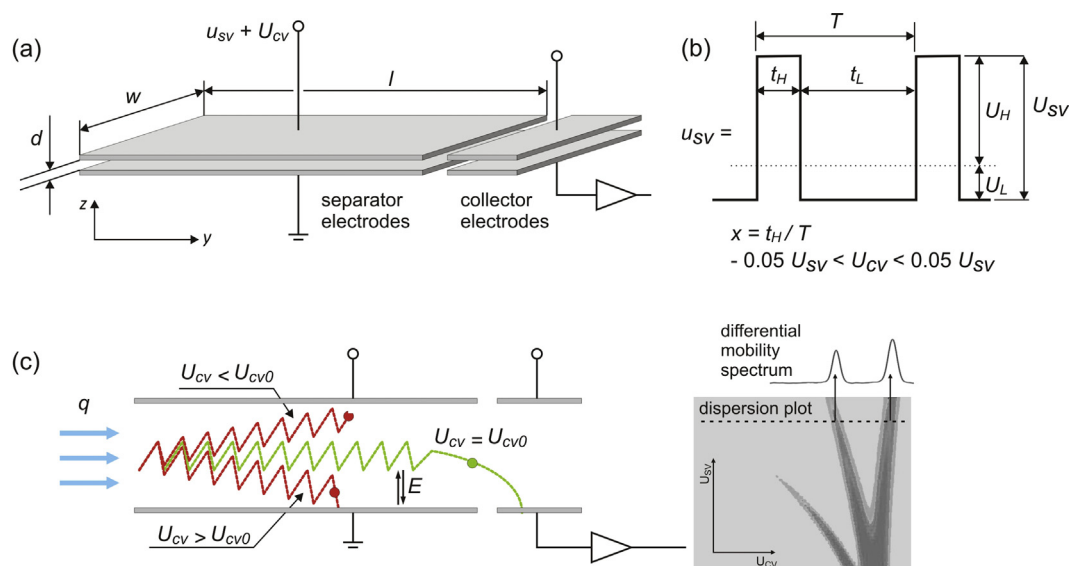 (a)
u_SV + U_CV
w
l
d
z
y
separator
electrodes
collector
electrodes
(b)
T
t_H
t_L
u_SV =
U_H
U_SV
U_L
x = t_H / T
- 0.05 U_SV < U_CV < 0.05 U_SV
(c)
q
U_CV < U_CV0
U_CV = U_CV0
E
U_CV > U_CV0
differential
mobility
spectrum
dispersion plot
U_SV
U_CV